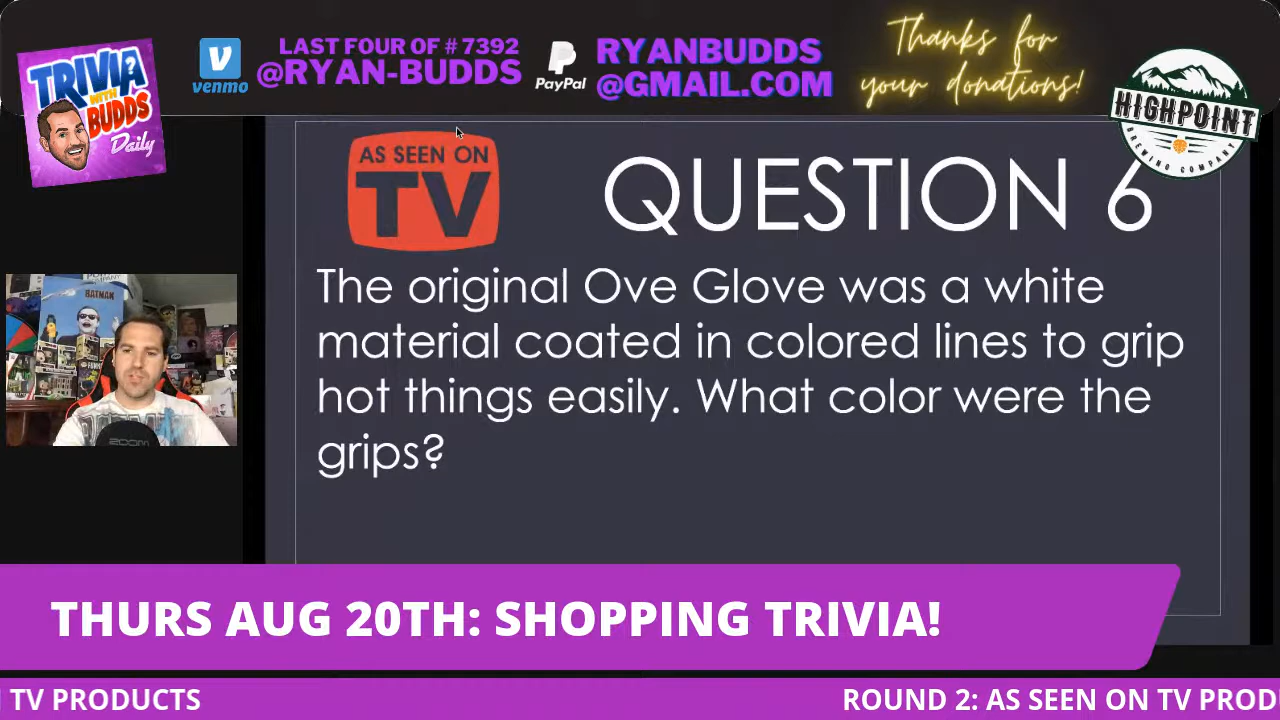 TRIVIA
WITH
BUDDS
Daily
venmo
LAST FOUR OF # 7392
@RYAN-BUDDS
PayPal
RYANBUDDS
@GMAIL.COM
Thanks for
your donations!
HIGHPOINT
BREWING COMPANY
AS SEEN ON
TV
QUESTION 6
The original Ove Glove was a white
material coated in colored lines to grip
hot things easily. What color were the
grips?
BATMAN
ZOOM
THURS AUG 20TH: SHOPPING TRIVIA!
TV PRODUCTS
ROUND 2: AS SEEN ON TV PROD